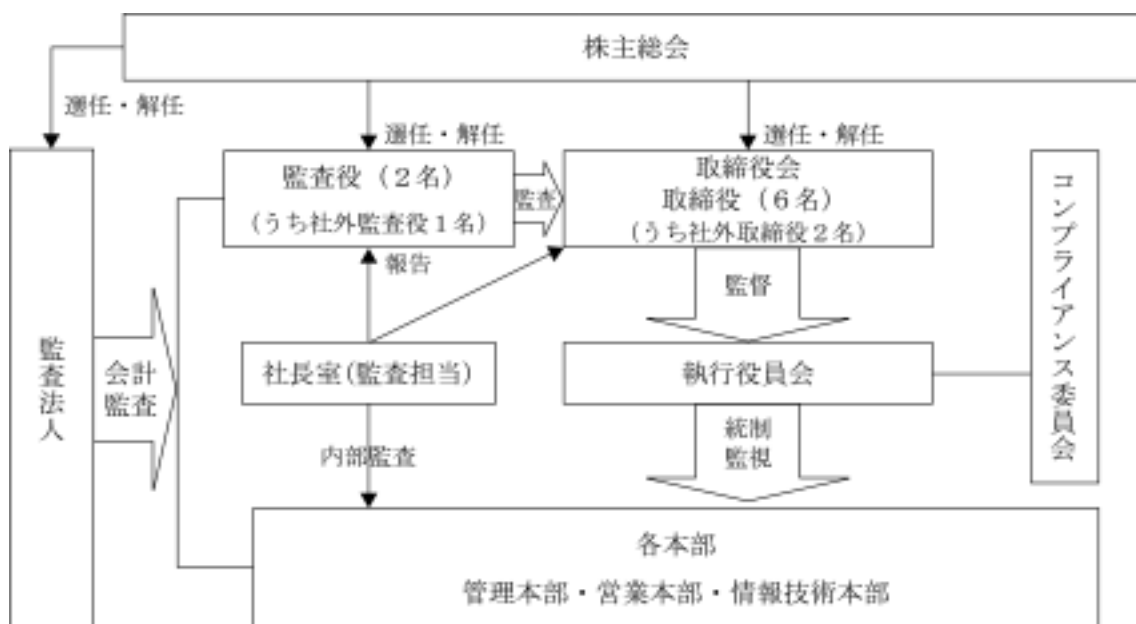 株主総会
選任・解任
選任・解任
選任・解任
監査役（２名）
（うち社外監査役１名）
監査
取締役会
取締役（６名）
（うち社外取締役２名）
コンプライアンス委員会
報告
監督
監査法人
会計
監査
社長室(監査担当)
執行役員会
内部監査
統制
監視
各本部
管理本部・営業本部・情報技術本部